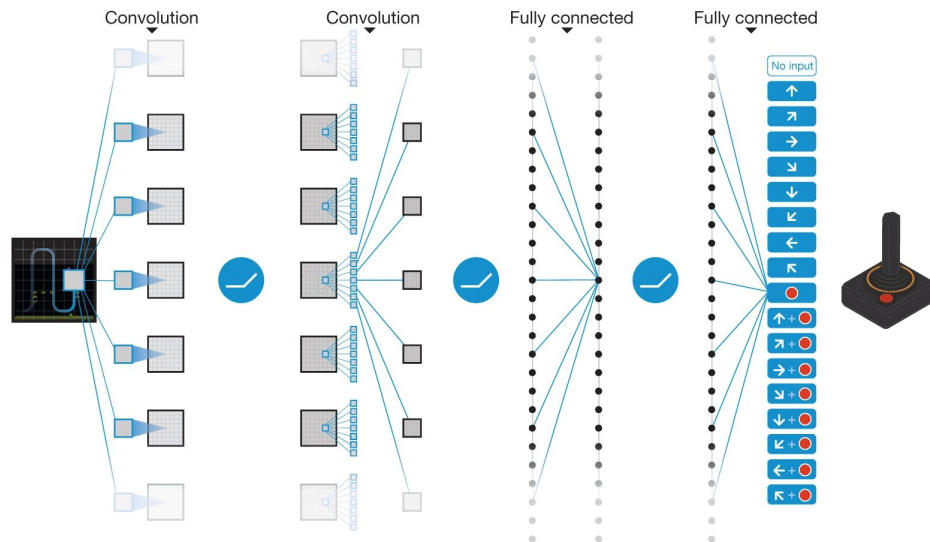 Convolution
Convolution
Fully connected
Fully connected
No input
+
+
+
+
+
+
+
+